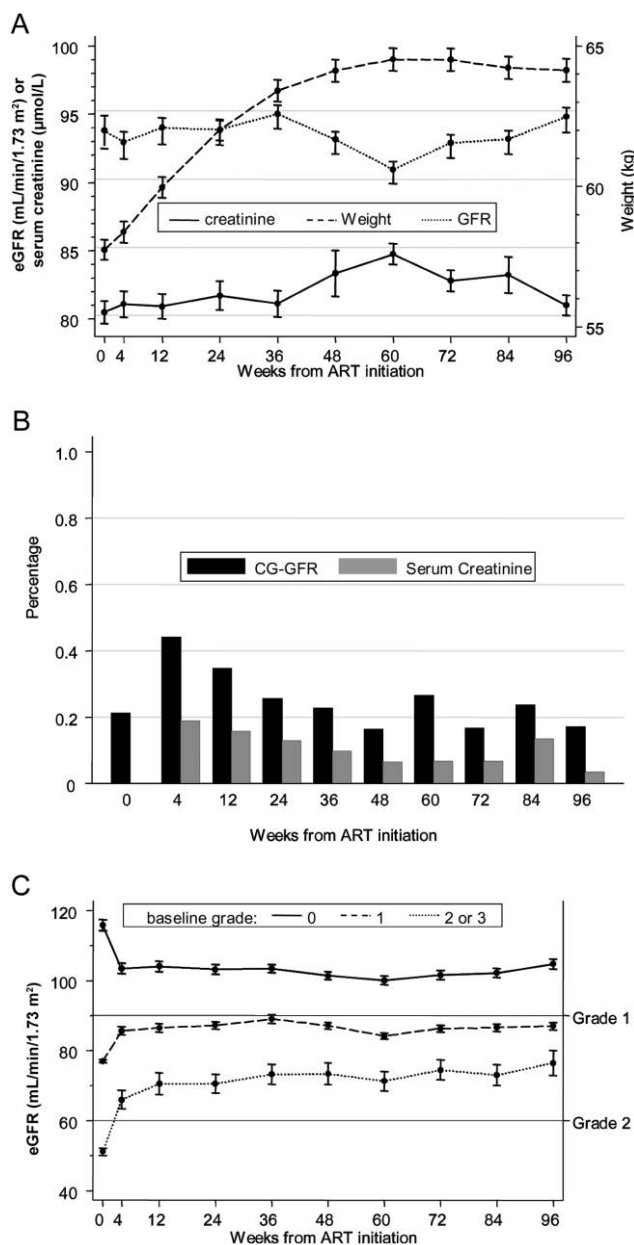 A
eGFR (mL/min/1.73 m²) or
serum creatinine (µmol/L)
100
95
90
85
80
65
60
55
Weight (kg)
creatinine Weight GFR
0 4 12 24 36 48 60 72 84 96
Weeks from ART initiation
B
Percentage
1.0
0.8
0.6
0.4
0.2
0
CG-GFR Serum Creatinine
0 4 12 24 36 48 60 72 84 96
Weeks from ART initiation
C
eGFR (mL/min/1.73 m²)
120
100
80
60
40
baseline grade: 0 1 2 or 3
Grade 1
Grade 2
0 4 12 24 36 48 60 72 84 96
Weeks from ART initiation